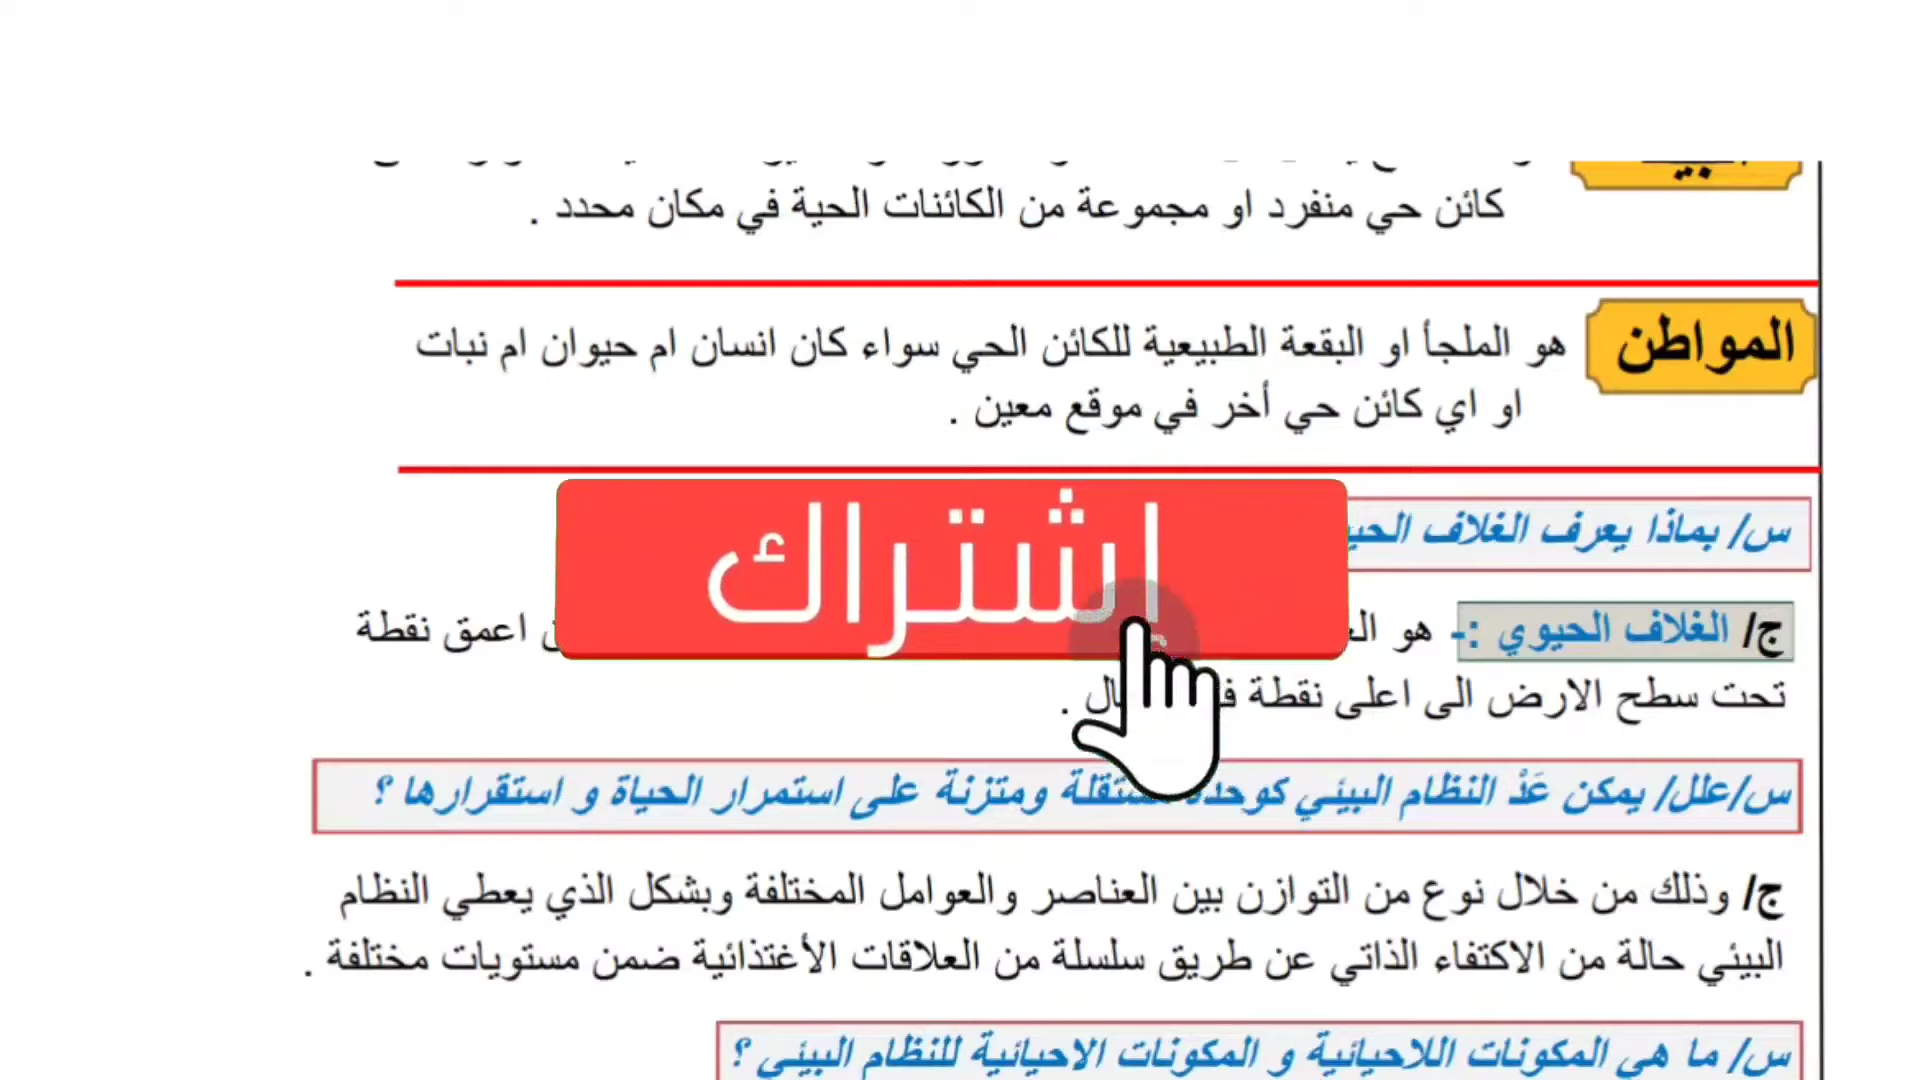 كائن حي منفرد او مجموعة من الكائنات الحية في مكان محدد .
المواطن
هو الملجأ او البقعة الطبيعية للكائن الحي سواء كان انسان ام حيوان ام نبات
او اي كائن حي أخر في موقع معين .
س/ بماذا يعرف الغلاف
إشتراك
ج/ الغلاف الحيوي :- هو اعمق نقطة
تحت سطح الارض الى اعلى نقطة .
س/علل/ يمكن عَدْ النظام البيئي كوحدة ومتزنة على استمرار الحياة و استقرارها ؟
ج/ وذلك من خلال نوع من التوازن بين العناصر والعوامل المختلفة وبشكل الذي يعطي النظام
البيئي حالة من الاكتفاء الذاتي عن طريق سلسلة من العلاقات الأغتذائية ضمن مستويات مختلفة .
س/ ما هي المكونات اللاحيائية و المكونات الاحيائية للنظام البيئي ؟